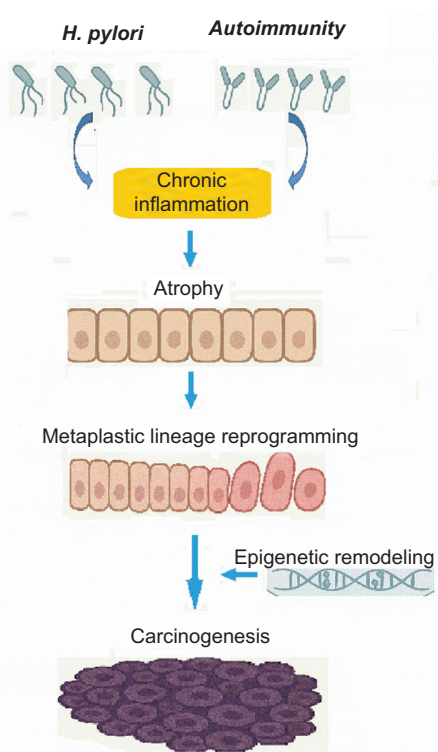 H. pylori
Autoimmunity
Chronic
inflammation
Atrophy
Metaplastic lineage reprogramming
Epigenetic remodeling
Carcinogenesis